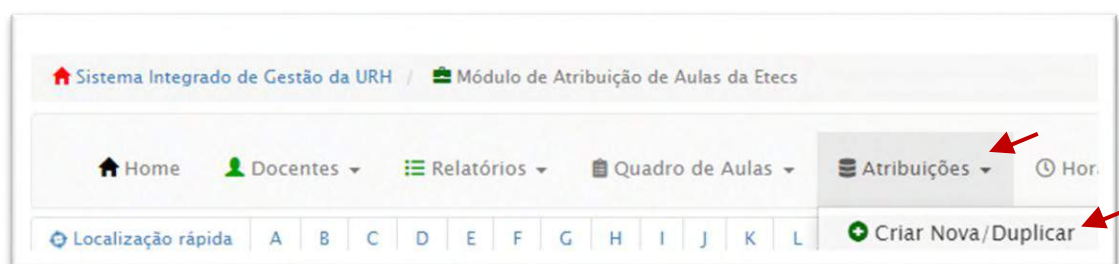 Sistema Integrado de Gestão da URH / Módulo de Atribuição de Aulas da Etecs
Home Docentes Relatórios Quadro de Aulas Atribuições Hor
Localização rápida A B C D E F G H I J K L Criar Nova/Duplicar